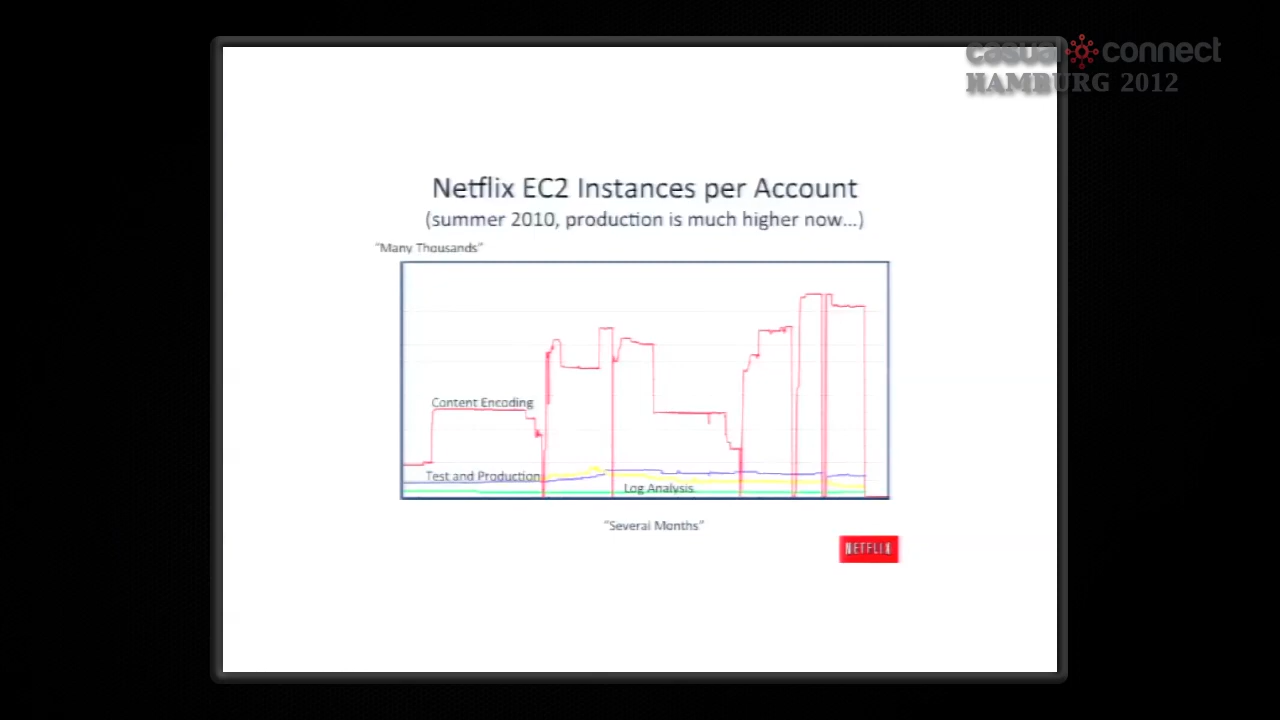 casual connect
HAMBURG 2012
Netflix EC2 Instances per Account
(summer 2010, production is much higher now...)
"Many Thousands"
Content Encoding
Test and Production
Log Analysis
"Several Months"
NETFLIX